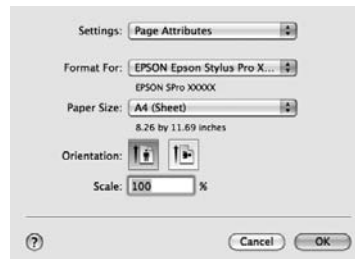 Settings: Page Attributes
Format For: EPSON Epson Stylus Pro X...
EPSON SPro XXXXX
Paper Size: A4 (Sheet)
8.26 by 11.69 inches
Orientation:
Scale: 100 %
? Cancel OK